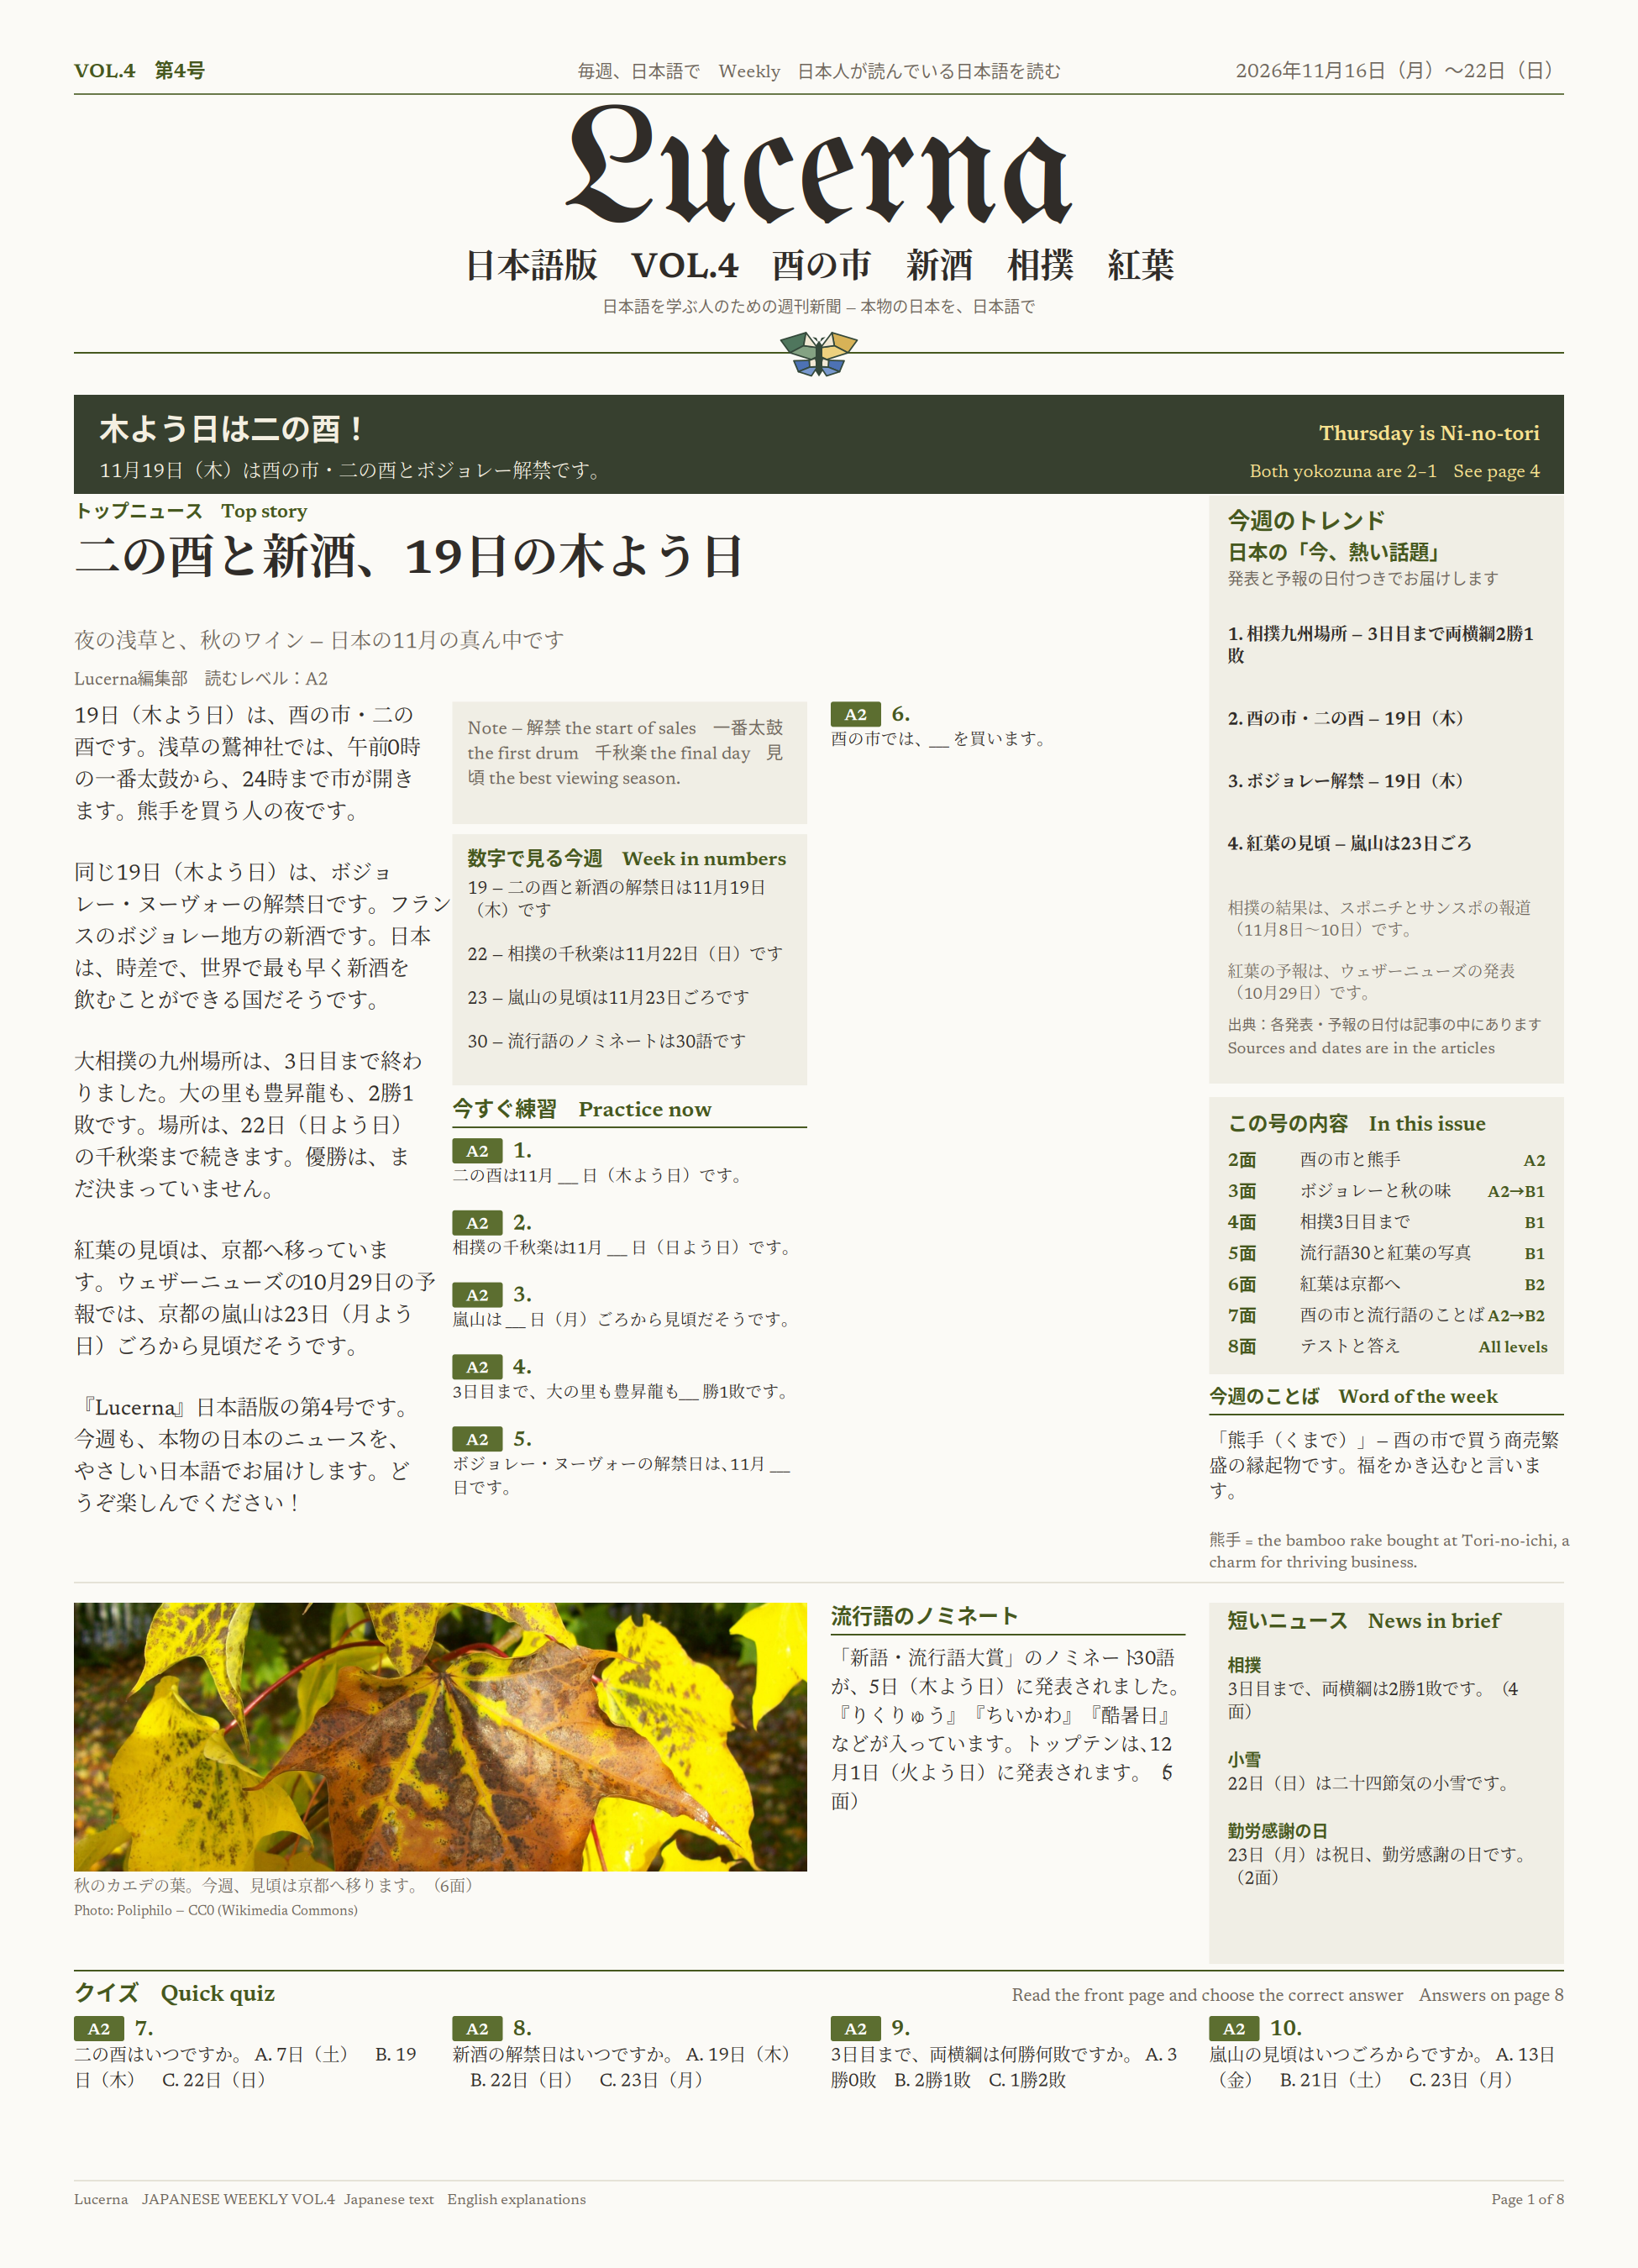 VOL.4　第4号
毎週、日本語で　Weekly　日本人が読んでいる日本語を読む
2026年11月16日（月）〜22日（日）
Lucerna
日本語版　VOL.4　酉の市　新酒　相撲　紅葉
日本語を学ぶ人のための週刊新聞 – 本物の日本を、日本語で
木よう日は二の酉！
11月19日（木）は酉の市・二の酉とボジョレー解禁です。
Thursday is Ni-no-tori
Both yokozuna are 2–1　See page 4
トップニュース　Top story
二の酉と新酒、19日の木よう日
夜の浅草と、秋のワイン – 日本の11月の真ん中です
Lucerna編集部　読むレベル：A2
19日（木よう日）は、酉の市・二の
酉です。浅草の鷲神社では、午前0時
の一番太鼓から、24時まで市が開き
ます。熊手を買う人の夜です。
同じ19日（木よう日）は、ボジョ
レー・ヌーヴォーの解禁日です。フラン
スのボジョレー地方の新酒です。日本
は、時差で、世界で最も早く新酒を
飲むことができる国だそうです。
大相撲の九州場所は、3日目まで終わ
りました。大の里も豊昇龍も、2勝1
敗です。場所は、22日（日よう日）
の千秋楽まで続きます。優勝は、ま
だ決まっていません。
紅葉の見頃は、京都へ移っていま
す。ウェザーニューズの10月29日の予
報では、京都の嵐山は23日（月よう
日）ごろから見頃だそうです。
『Lucerna』日本語版の第4号です。
今週も、本物の日本のニュースを、
やさしい日本語でお届けします。ど
うぞ楽しんでください！
Note – 解禁 the start of sales　一番太鼓
the first drum　千秋楽 the final day　見
頃 the best viewing season.
数字で見る今週　Week in numbers
19 – 二の酉と新酒の解禁日は11月19日
（木）です
22 – 相撲の千秋楽は11月22日（日）です
23 – 嵐山の見頃は11月23日ごろです
30 – 流行語のノミネートは30語です
今すぐ練習　Practice now
A2 1.
二の酉は11月 __ 日（木よう日）です。
A2 2.
相撲の千秋楽は11月 __ 日（日よう日）です。
A2 3.
嵐山は __ 日（月）ごろから見頃だそうです。
A2 4.
3日目まで、大の里も豊昇龍も__ 勝1敗です。
A2 5.
ボジョレー・ヌーヴォーの解禁日は、11月 __
日です。
A2 6.
酉の市では、__ を買います。
今週のトレンド
日本の「今、熱い話題」
発表と予報の日付つきでお届けします
1. 相撲九州場所 – 3日目まで両横綱2勝1
敗
2. 酉の市・二の酉 – 19日（木）
3. ボジョレー解禁 – 19日（木）
4. 紅葉の見頃 – 嵐山は23日ごろ
相撲の結果は、スポニチとサンスポの報道
（11月8日〜10日）です。
紅葉の予報は、ウェザーニューズの発表
（10月29日）です。
出典：各発表・予報の日付は記事の中にあります
Sources and dates are in the articles
この号の内容　In this issue
2面　酉の市と熊手　A2
3面　ボジョレーと秋の味　A2→B1
4面　相撲3日目まで　B1
5面　流行語30と紅葉の写真　B1
6面　紅葉は京都へ　B2
7面　酉の市と流行語のことば A2→B2
8面　テストと答え　All levels
今週のことば　Word of the week
「熊手（くまで）」 – 酉の市で買う商売繁
盛の縁起物です。福をかき込むと言いま
す。
熊手 = the bamboo rake bought at Tori-no-ichi, a
charm for thriving business.
秋のカエデの葉。今週、見頃は京都へ移ります。（6面）
Photo: Poliphilo – CC0 (Wikimedia Commons)
流行語のノミネート
「新語・流行語大賞」のノミネート30語
が、5日（木よう日）に発表されました。
『りくりゅう』『ちいかわ』『酷暑日』
などが入っています。トップテンは、12
月1日（火よう日）に発表されます。（5
面）
短いニュース　News in brief
相撲
3日目まで、両横綱は2勝1敗です。（4
面）
小雪
22日（日）は二十四節気の小雪です。
勤労感謝の日
23日（月）は祝日、勤労感謝の日です。
（2面）
クイズ　Quick quiz
Read the front page and choose the correct answer　Answers on page 8
A2 7.
二の酉はいつですか。 A. 7日（土）　B. 19
日（木）　C. 22日（日）
A2 8.
新酒の解禁日はいつですか。 A. 19日（木）
B. 22日（日）　C. 23日（月）
A2 9.
3日目まで、両横綱は何勝何敗ですか。 A. 3
勝0敗　B. 2勝1敗　C. 1勝2敗
A2 10.
嵐山の見頃はいつごろからですか。 A. 13日
（金）　B. 21日（土）　C. 23日（月）
Lucerna　JAPANESE WEEKLY VOL.4　Japanese text　English explanations
Page 1 of 8